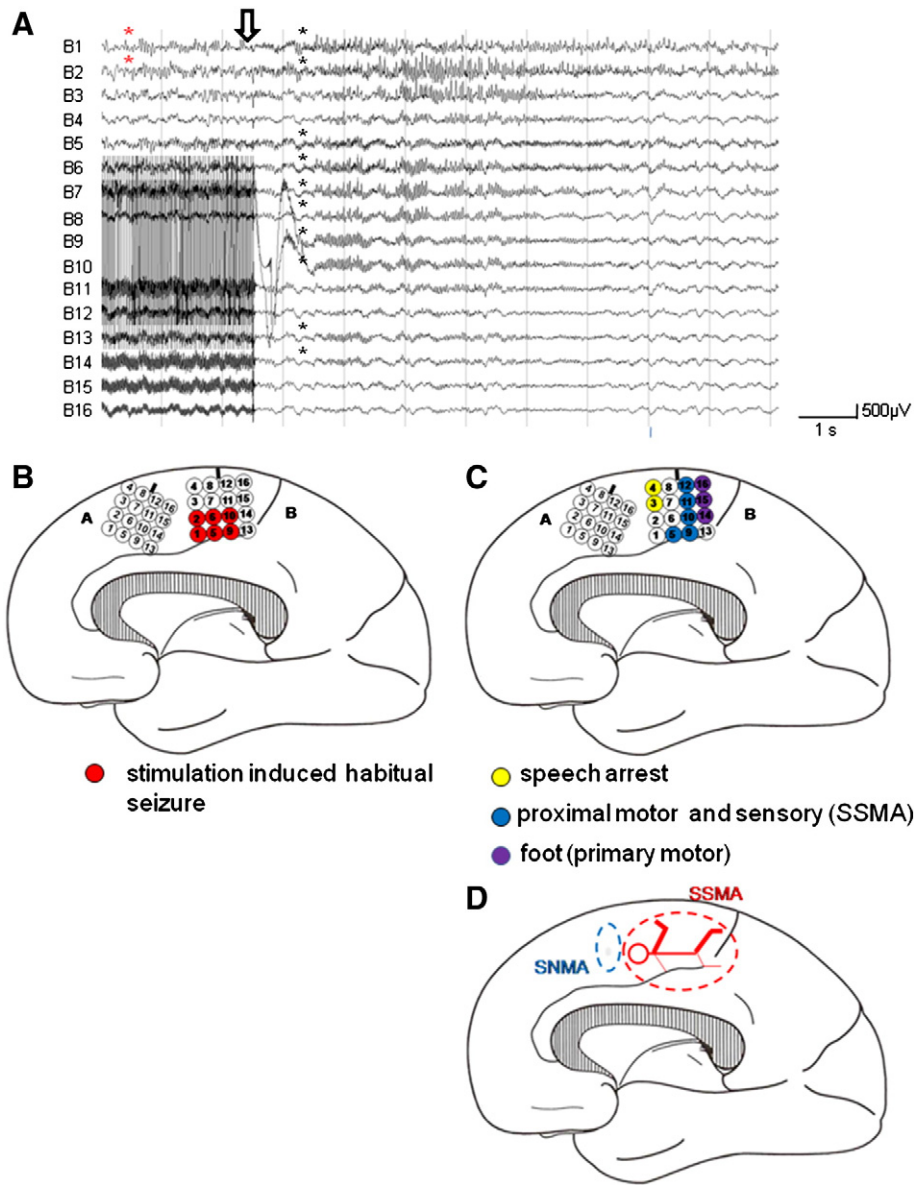 A
* *
B1
* *
B2
B3
B4
*
B5
*
B6
*
B7
*
B8
B9
*
B10
B11
B12
*
B13
*
B14
B15
B16
500µV
1 s
B
C
4 8 12 16
3 7 11 15
2 6 10 14
1 5 9 13
A
4 8 12 16
3 7 11 15
2 6 10 14
1 5 9 13
B
4 8 12 16
3 7 11 15
2 6 10 14
1 5 9 13
A
4 8 12 16
3 7 11 15
2 6 10 14
1 5 9 13
B
stimulation induced habitual
seizure
speech arrest
proximal motor and sensory (SSMA)
foot (primary motor)
D
SSMA
SNMA